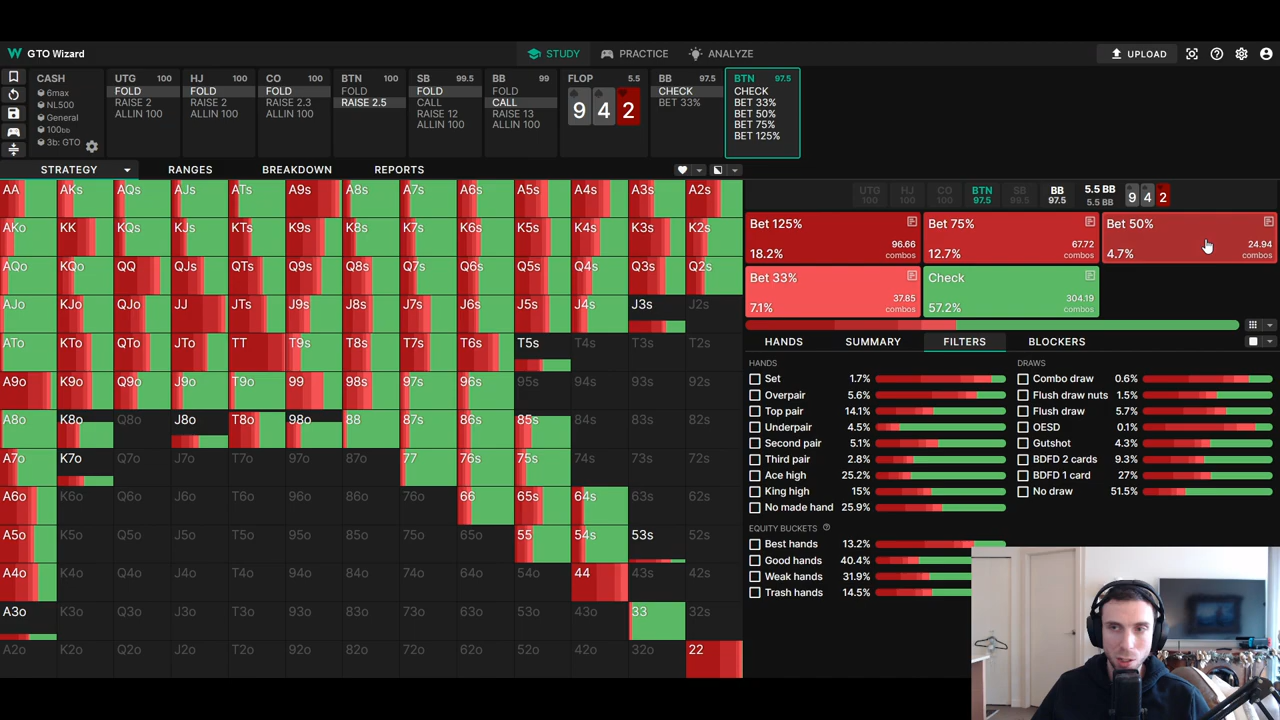 GTO Wizard
STUDY
PRACTICE
ANALYZE
UPLOAD
CASH
6max
NL500
General
100bb
3b: GTO
UTG 100
FOLD
RAISE 2
ALLIN 100
HJ 100
FOLD
RAISE 2
ALLIN 100
CO 100
FOLD
RAISE 2.3
ALLIN 100
BTN 100
FOLD
RAISE 2.5
SB 99.5
FOLD
CALL
RAISE 12
ALLIN 100
BB 99
FOLD
CALL
RAISE 13
ALLIN 100
FLOP 5.5
9 4 2
BB 97.5
CHECK
BET 33%
BTN 97.5
CHECK
BET 33%
BET 50%
BET 75%
BET 125%
STRATEGY
RANGES
BREAKDOWN
REPORTS
AA AKs AQs AJs ATs A9s A8s A7s A6s A5s A4s A3s A2s
AKo KK KQs KJs KTs K9s K8s K7s K6s K5s K4s K3s K2s
AQo KQo QQ QJs QTs Q9s Q8s Q7s Q6s Q5s Q4s Q3s Q2s
AJo KJo QJo JJ JTs J9s J8s J7s J6s J5s J4s J3s J2s
ATo KTo QTo JTo TT T9s T8s T7s T6s T5s T4s T3s T2s
A9o K9o Q9o J9o T9o 99 98s 97s 96s 95s 94s 93s 92s
A8o K8o Q8o J8o T8o 98o 88 87s 86s 85s 84s 83s 82s
A7o K7o Q7o J7o T7o 97o 87o 77 76s 75s 74s 73s 72s
A6o K6o Q6o J6o T6o 96o 86o 76o 66 65s 64s 63s 62s
A5o K5o Q5o J5o T5o 95o 85o 75o 65o 55 54s 53s 52s
A4o K4o Q4o J4o T4o 94o 84o 74o 64o 54o 44 43s 42s
A3o K3o Q3o J3o T3o 93o 83o 73o 63o 53o 43o 33 32s
A2o K2o Q2o J2o T2o 92o 82o 72o 62o 52o 42o 32o 22
UTG 100
HJ 100
CO 100
BTN 97.5
SB 100
BB 97.5
5.5 BB
5.5 BB
9 4 2
Bet 125%
18.2%
96.66
combos
Bet 75%
12.7%
67.72
combos
Bet 50%
4.7%
24.94
combos
Bet 33%
7.1%
37.85
combos
Check
57.2%
304.19
combos
HANDS
SUMMARY
FILTERS
BLOCKERS
HANDS
Set 1.7%
Overpair 5.6%
Top pair 14.1%
Underpair 4.5%
Second pair 5.1%
Third pair 2.8%
Ace high 25.2%
King high 15%
No made hand 25.9%
EQUITY BUCKETS
Best hands 13.2%
Good hands 40.4%
Weak hands 31.9%
Trash hands 14.5%
DRAWS
Combo draw 0.6%
Flush draw nuts 1.5%
Flush draw 5.7%
OESD 0.1%
Gutshot 4.3%
BDFD 2 cards 9.3%
BDFD 1 card 27%
No draw 51.5%